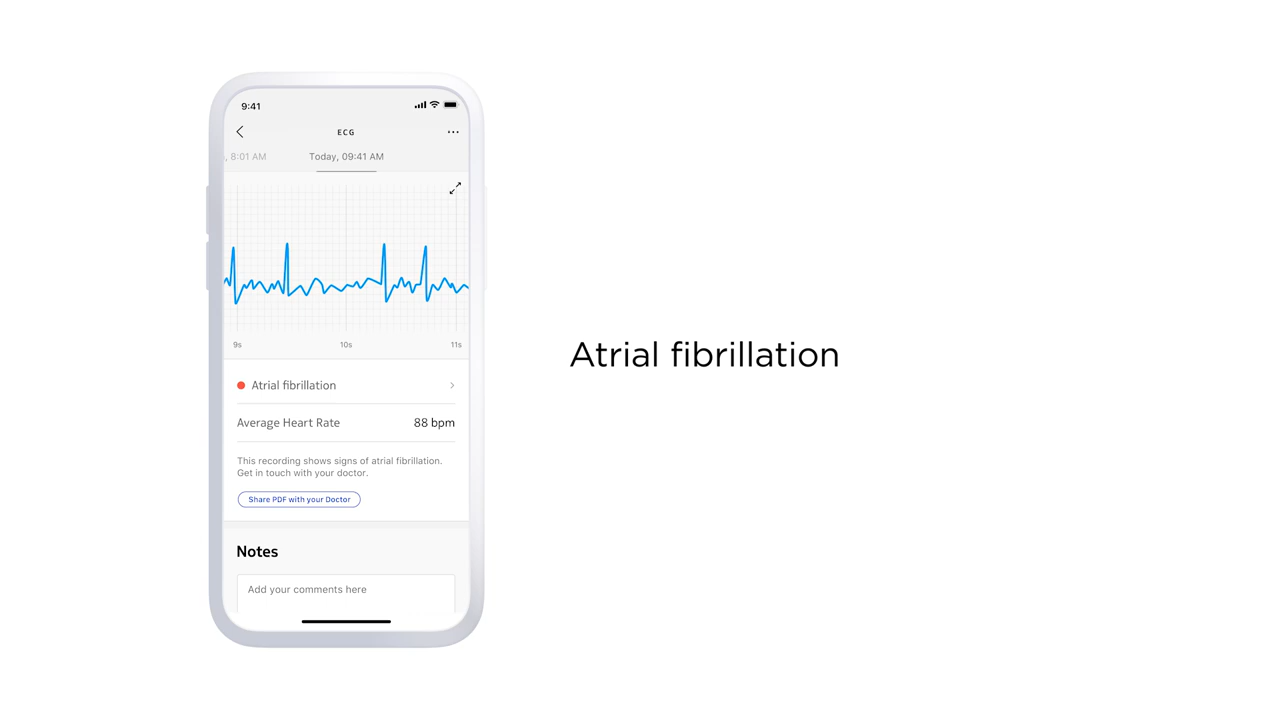 9:41
ECG
, 8:01 AM
Today, 09:41 AM
9s
10s
11s
Atrial fibrillation
Average Heart Rate 88 bpm
This recording shows signs of atrial fibrillation.
Get in touch with your doctor.
Share PDF with your Doctor
Notes
Add your comments here
Atrial fibrillation